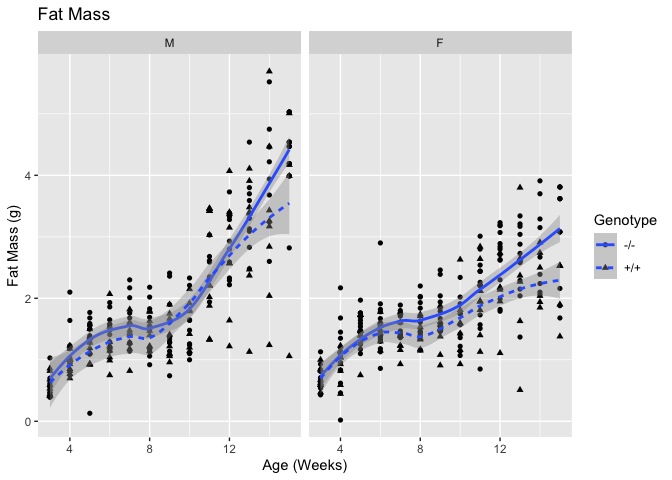 Fat Mass
M
F
Fat Mass (g)
4
2
0
4
8
12
4
8
12
Age (Weeks)
Genotype
-/-
+/+